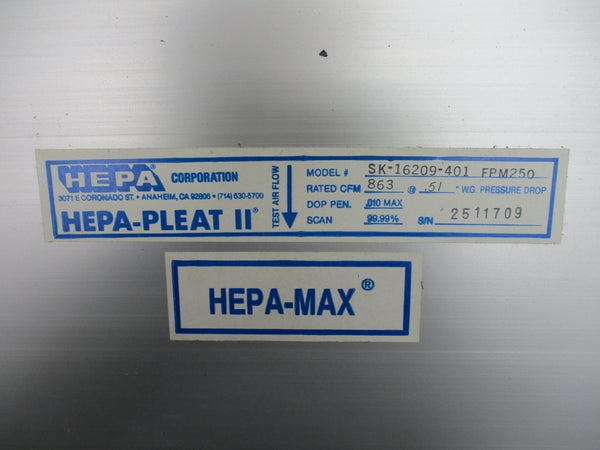 HEPA CORPORATION
3071 E CORONADO ST. • ANAHEIM, CA 92806 • (714) 630-5700
HEPA-PLEAT II®
TEST AIR FLOW
MODEL # SK-16209-401 FPM250
RATED CFM 863 @ .51 " W.G. PRESSURE DROP
DOP PEN. .010 MAX
SCAN 99.99% S/N 2511709
HEPA-MAX®